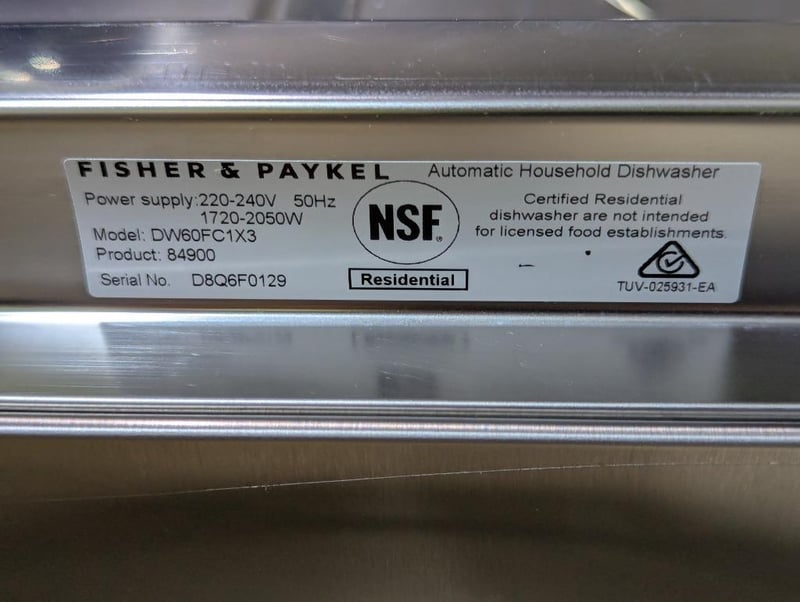 FISHER & PAYKEL
Automatic Household Dishwasher
Power supply:220-240V 50Hz
1720-2050W
Model: DW60FC1X3
Product: 84900
Serial No. D8Q6F0129
NSF®
Residential
Certified Residential
dishwasher are not intended
for licensed food establishments.
TUV-025931-EA